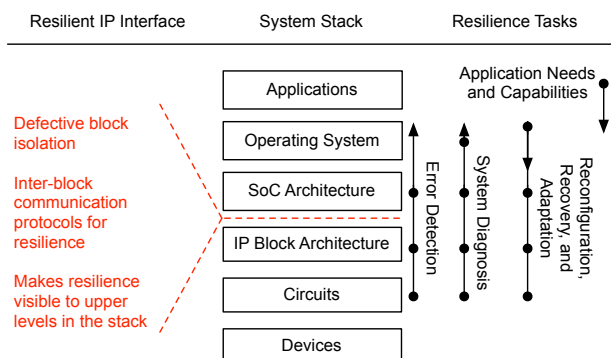 Resilient IP Interface
System Stack
Resilience Tasks
Defective block
isolation
Inter-block
communication
protocols for
resilience
Makes resilience
visible to upper
levels in the stack
Applications
Operating System
SoC Architecture
IP Block Architecture
Circuits
Devices
Application Needs
and Capabilities
Error Detection
System Diagnosis
Reconfiguration,
Recovery, and
Adaptation